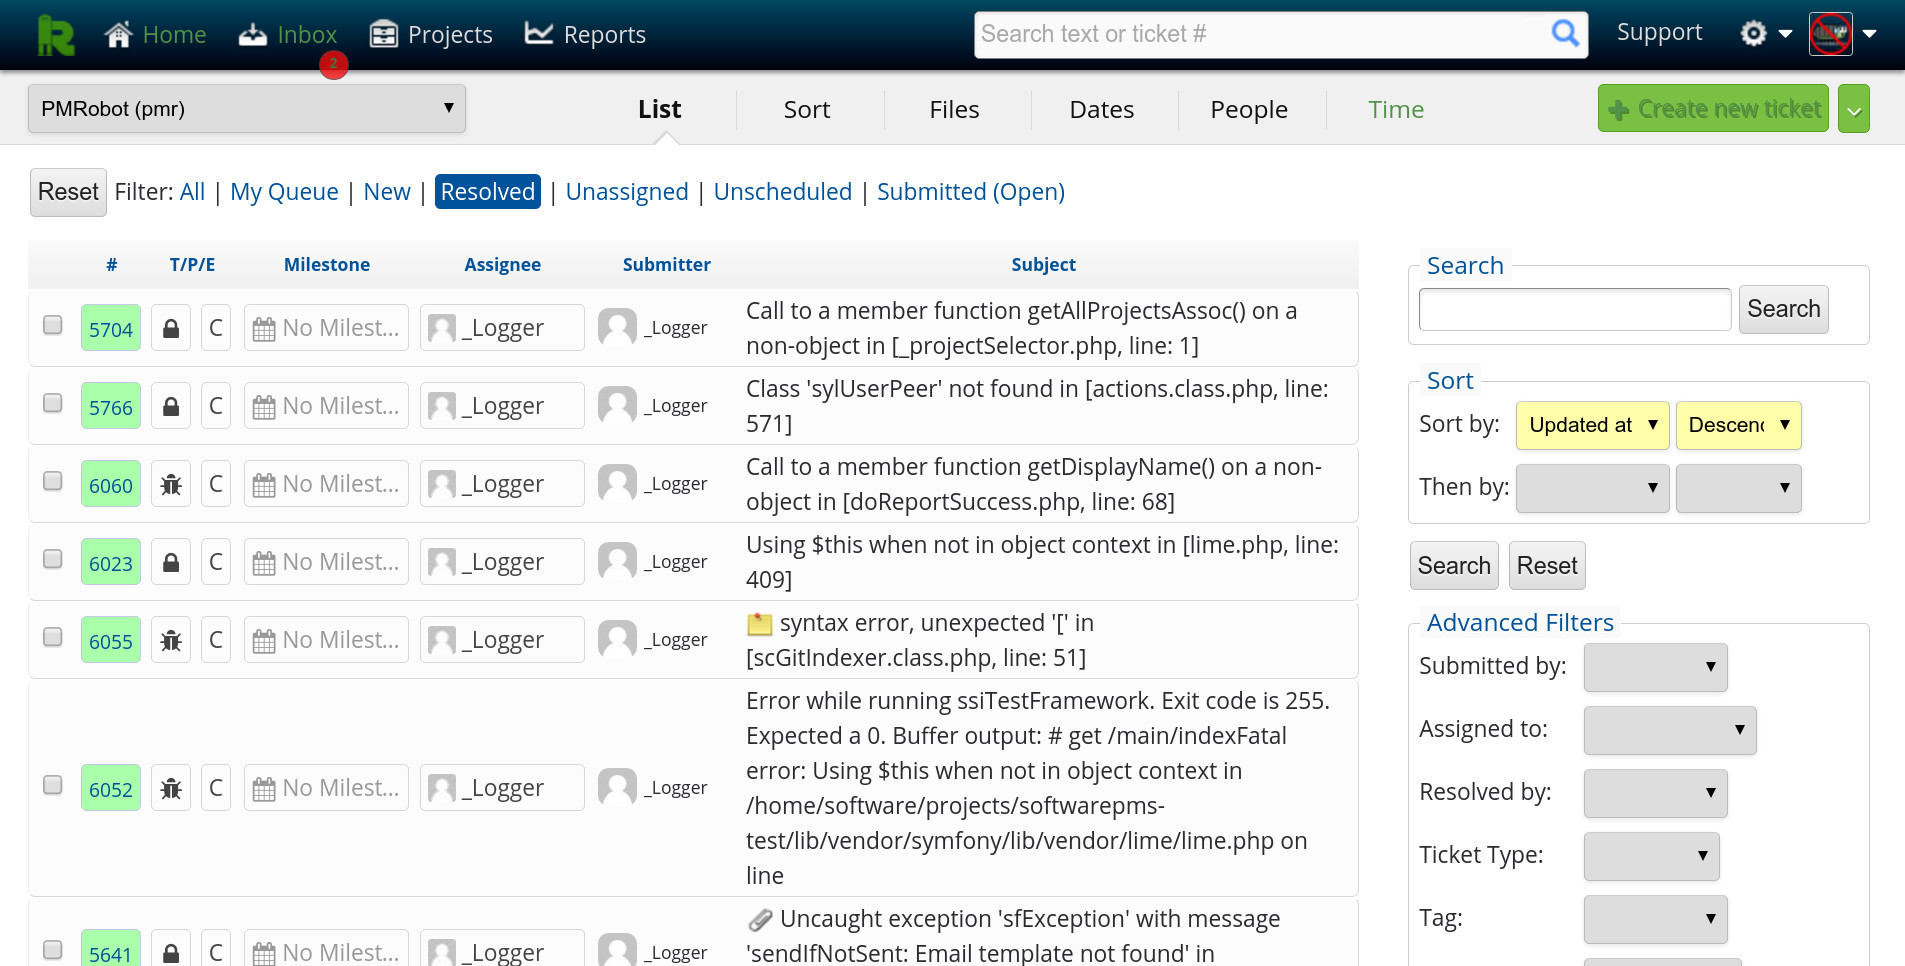 Home Inbox Projects Reports Search text or ticket # Support
2
PMRobot (pmr) List Sort Files Dates People Time Create new ticket
Reset Filter: All | My Queue | New | Resolved | Unassigned | Unscheduled | Submitted (Open)
# T/P/E Milestone Assignee Submitter Subject
5704 C No Milest... _Logger _Logger Call to a member function getAllProjectsAssoc() on a
non-object in [_projectSelector.php, line: 1]
5766 C No Milest... _Logger _Logger Class 'sylUserPeer' not found in [actions.class.php, line:
571]
6060 C No Milest... _Logger _Logger Call to a member function getDisplayName() on a non-
object in [doReportSuccess.php, line: 68]
6023 C No Milest... _Logger _Logger Using $this when not in object context in [lime.php, line:
409]
6055 C No Milest... _Logger _Logger syntax error, unexpected '[' in
[scGitIndexer.class.php, line: 51]
6052 C No Milest... _Logger _Logger Error while running ssiTestFramework. Exit code is 255.
Expected a 0. Buffer output: # get /main/indexFatal
error: Using $this when not in object context in
/home/software/projects/softwarepms-
test/lib/vendor/symfony/lib/vendor/lime/lime.php on
line
5641 C No Milest... _Logger _Logger Uncaught exception 'sfException' with message
'sendIfNotSent: Email template not found' in
Search
Search
Sort
Sort by: Updated at Descend
Then by:
Search Reset
Advanced Filters
Submitted by:
Assigned to:
Resolved by:
Ticket Type:
Tag: